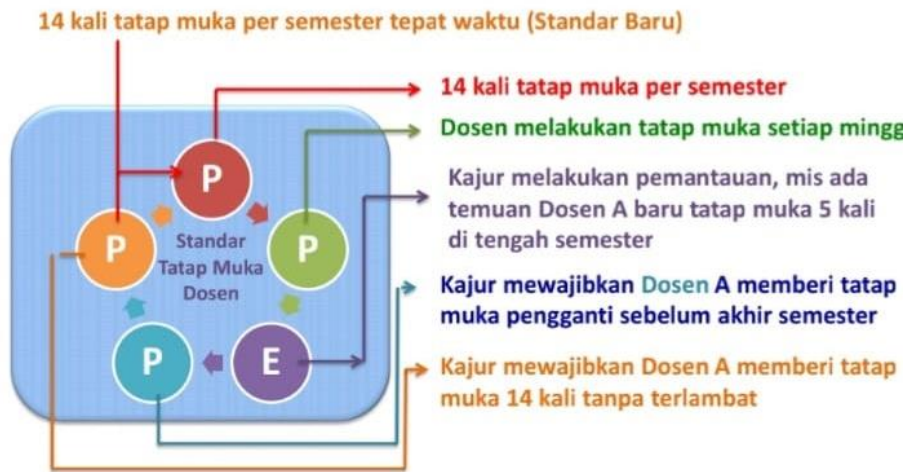 14 kali tatap muka per semester tepat waktu (Standar Baru)
P
P
P
P
E
Standar
Tatap Muka
Dosen
14 kali tatap muka per semester
Dosen melakukan tatap muka setiap mingg
Kajur melakukan pemantauan, mis ada
temuan Dosen A baru tatap muka 5 kali
di tengah semester
Kajur mewajibkan Dosen A memberi tatap
muka pengganti sebelum akhir semester
Kajur mewajibkan Dosen A memberi tatap
muka 14 kali tanpa terlambat